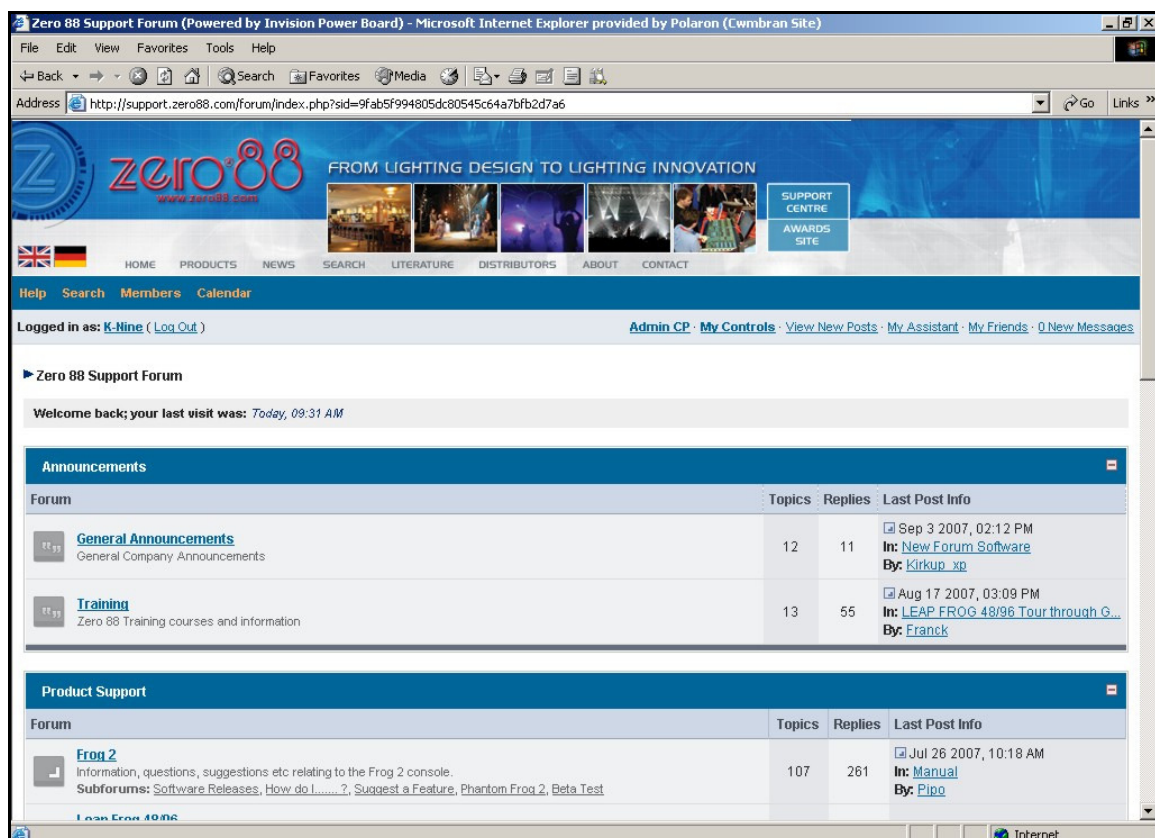 Zero 88 Support Forum (Powered by Invision Power Board) - Microsoft Internet Explorer provided by Polaron (Cwmbran Site)
File Edit View Favorites Tools Help
Back Search Favorites Media
Address http://support.zero88.com/forum/index.php?sid=9fab5f994805dc80545c64a7bfb2d7a6 Go Links »
zero 88
www.zero88.com
FROM LIGHTING DESIGN TO LIGHTING INNOVATION
SUPPORT
CENTRE
AWARDS
SITE
HOME PRODUCTS NEWS SEARCH LITERATURE DISTRIBUTORS ABOUT CONTACT
Help Search Members Calendar
Logged in as: K-Nine ( Log Out ) Admin CP · My Controls · View New Posts · My Assistant · My Friends · 0 New Messages
Zero 88 Support Forum
Welcome back; your last visit was: Today, 09:31 AM
Announcements
Forum Topics Replies Last Post Info
General Announcements
General Company Announcements
12 11
Sep 3 2007, 02:12 PM
In: New Forum Software
By: Kirkup_xp
Training
Zero 88 Training courses and information
13 55
Aug 17 2007, 03:09 PM
In: LEAP FROG 48/96 Tour through G...
By: Franck
Product Support
Forum Topics Replies Last Post Info
Frog 2
Information, questions, suggestions etc relating to the Frog 2 console.
Subforums: Software Releases, How do I....... ?, Suggest a Feature, Phantom Frog 2, Beta Test
107 261
Jul 26 2007, 10:18 AM
In: Manual
By: Pipo
Leap Frog 48/96
Internet